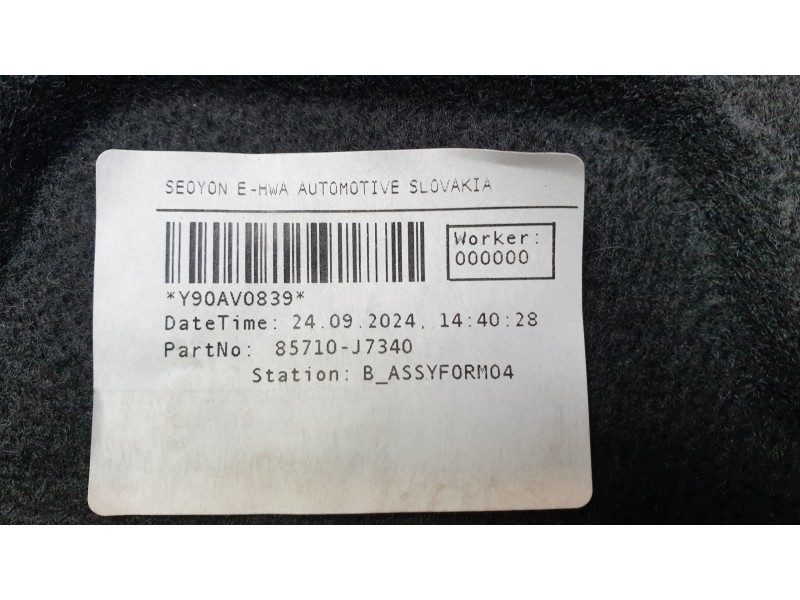 SEOYON E-HWA AUTOMOTIVE SLOVAKIA
Worker:
000000
*Y90AV0839*
DateTime: 24.09.2024, 14:40:28
PartNo: 85710-J7340
Station: B_ASSYFORM04